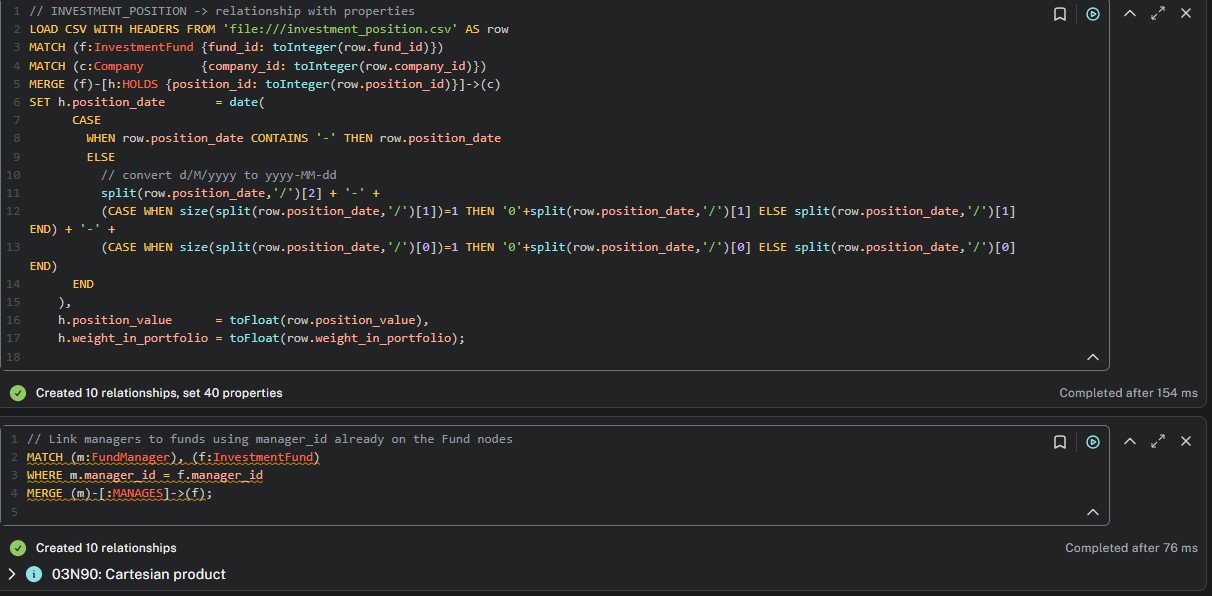 1 // INVESTMENT_POSITION -> relationship with properties
2 LOAD CSV WITH HEADERS FROM 'file:///investment_position.csv' AS row
3 MATCH (f:InvestmentFund {fund_id: toInteger(row.fund_id)})
4 MATCH (c:Company        {company_id: toInteger(row.company_id)})
5 MERGE (f)-[h:HOLDS {position_id: toInteger(row.position_id)}]->(c)
6 SET h.position_date       = date(
7       CASE
8         WHEN row.position_date CONTAINS '-' THEN row.position_date
9         ELSE
10           // convert d/M/yyyy to yyyy-MM-dd
11           split(row.position_date,'/')[2] + '-' +
12           (CASE WHEN size(split(row.position_date,'/')[1])=1 THEN '0'+split(row.position_date,'/')[1] ELSE split(row.position_date,'/')[1]
END) + '-' +
13           (CASE WHEN size(split(row.position_date,'/')[0])=1 THEN '0'+split(row.position_date,'/')[0] ELSE split(row.position_date,'/')[0]
END)
14       END
15     ),
16     h.position_value      = toFloat(row.position_value),
17     h.weight_in_portfolio = toFloat(row.weight_in_portfolio);
18
Created 10 relationships, set 40 properties
Completed after 154 ms
1 // Link managers to funds using manager_id already on the Fund nodes
2 MATCH (m:FundManager), (f:InvestmentFund)
3 WHERE m.manager_id = f.manager_id
4 MERGE (m)-[:MANAGES]->(f);
5
Created 10 relationships
Completed after 76 ms
03N90: Cartesian product